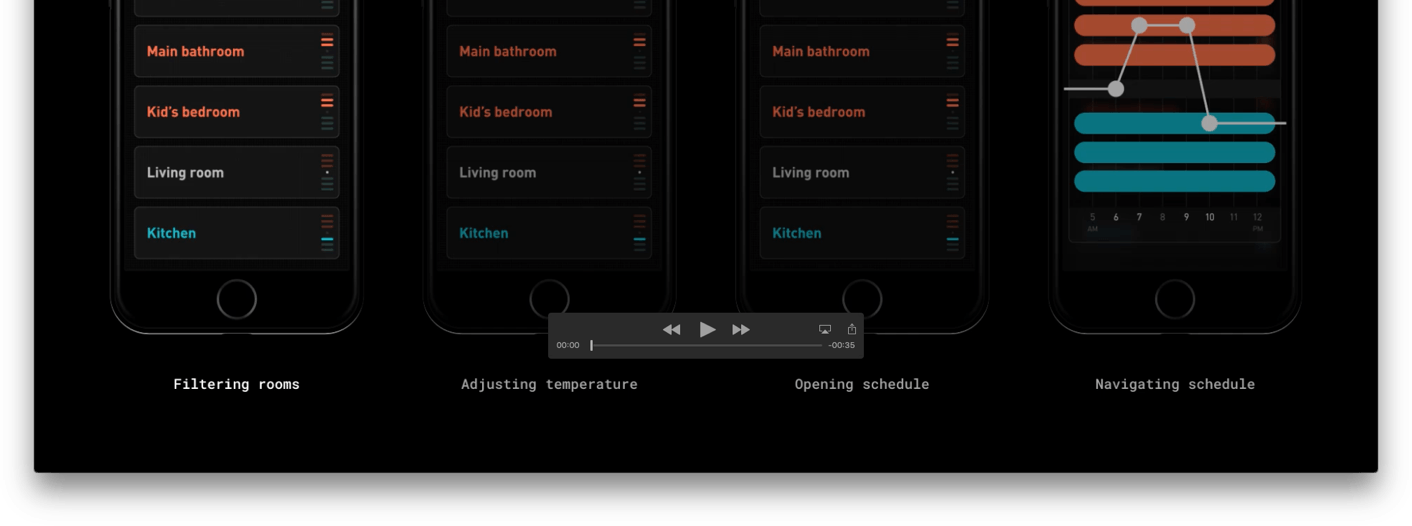 Main bathroom
Kid's bedroom
Living room
Kitchen
Main bathroom
Kid's bedroom
Living room
Kitchen
Main bathroom
Kid's bedroom
Living room
Kitchen
5 6 7 8 9 10 11 12
AM PM
00:00 -00:35
Filtering rooms
Adjusting temperature
Opening schedule
Navigating schedule